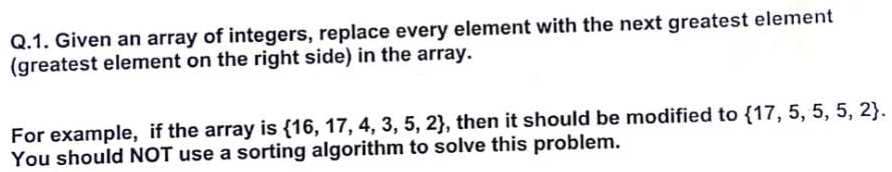 Q.1. Given an array of integers, replace every element with the next greatest element
(greatest element on the right side) in the array.
For example, if the array is {16, 17, 4, 3, 5, 2}, then it should be modified to {17, 5, 5, 5, 2}.
You should NOT use a sorting algorithm to solve this problem.